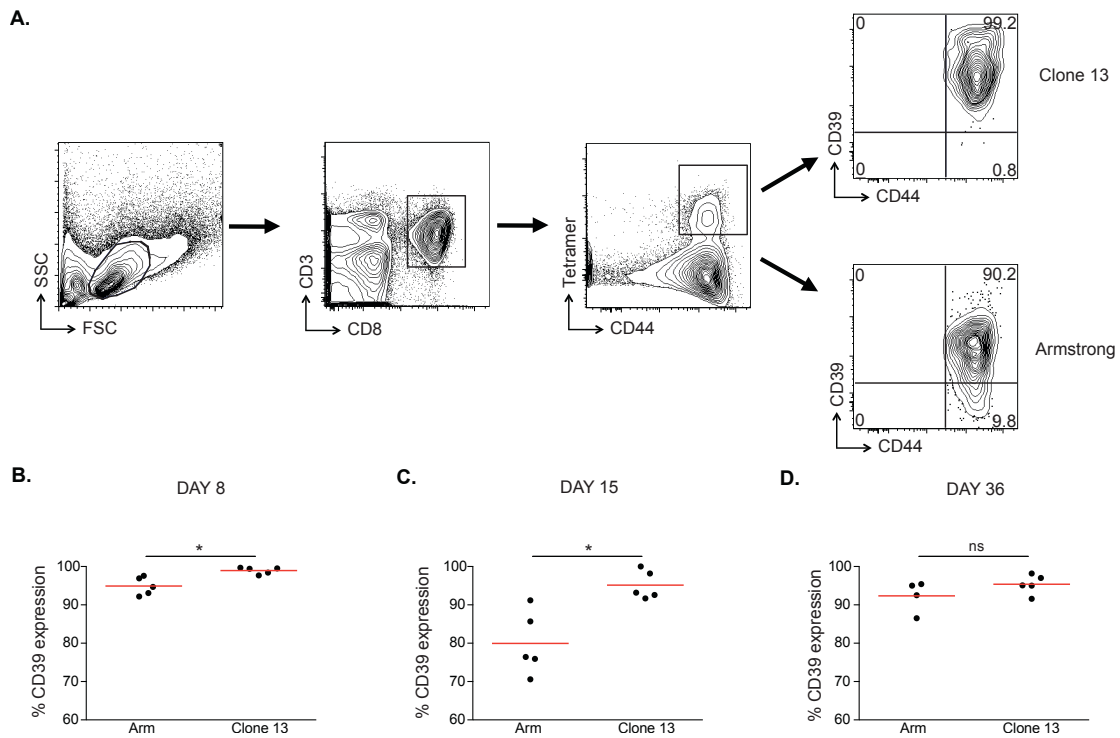 A.
SSC
FSC
CD3
CD8
Tetramer
CD44
0 99.2
CD39
0 0.8
CD44
Clone 13
0 90.2
CD39
0 9.8
CD44
Armstrong
B. DAY 8
*
% CD39 expression
100
90
80
70
60
Arm Clone 13
C. DAY 15
*
% CD39 expression
100
90
80
70
60
Arm Clone 13
D. DAY 36
ns
% CD39 expression
100
90
80
70
60
Arm Clone 13